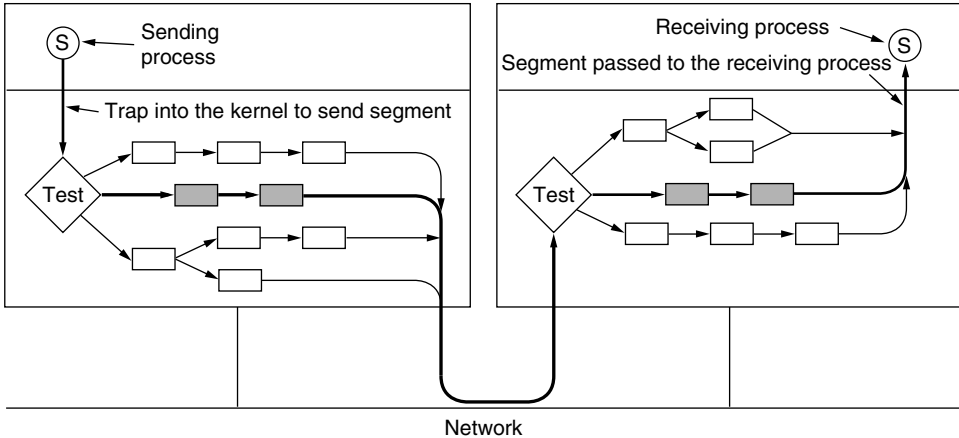 S
Sending
process
Trap into the kernel to send segment
Test
Receiving process
S
Segment passed to the receiving process
Test
Network